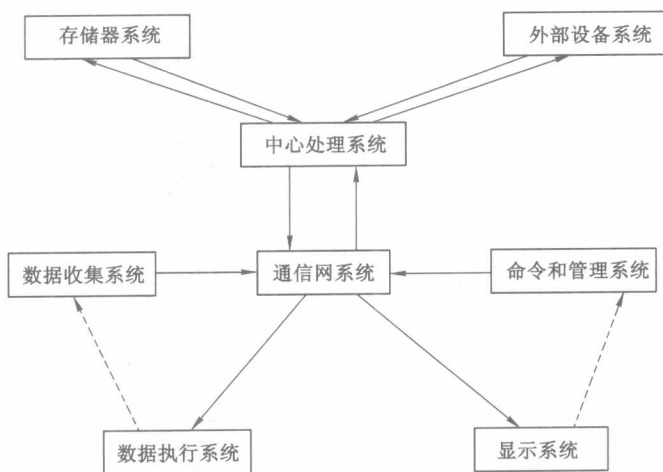 存储器系统
外部设备系统
中心处理系统
数据收集系统
通信网系统
命令和管理系统
数据执行系统
显示系统